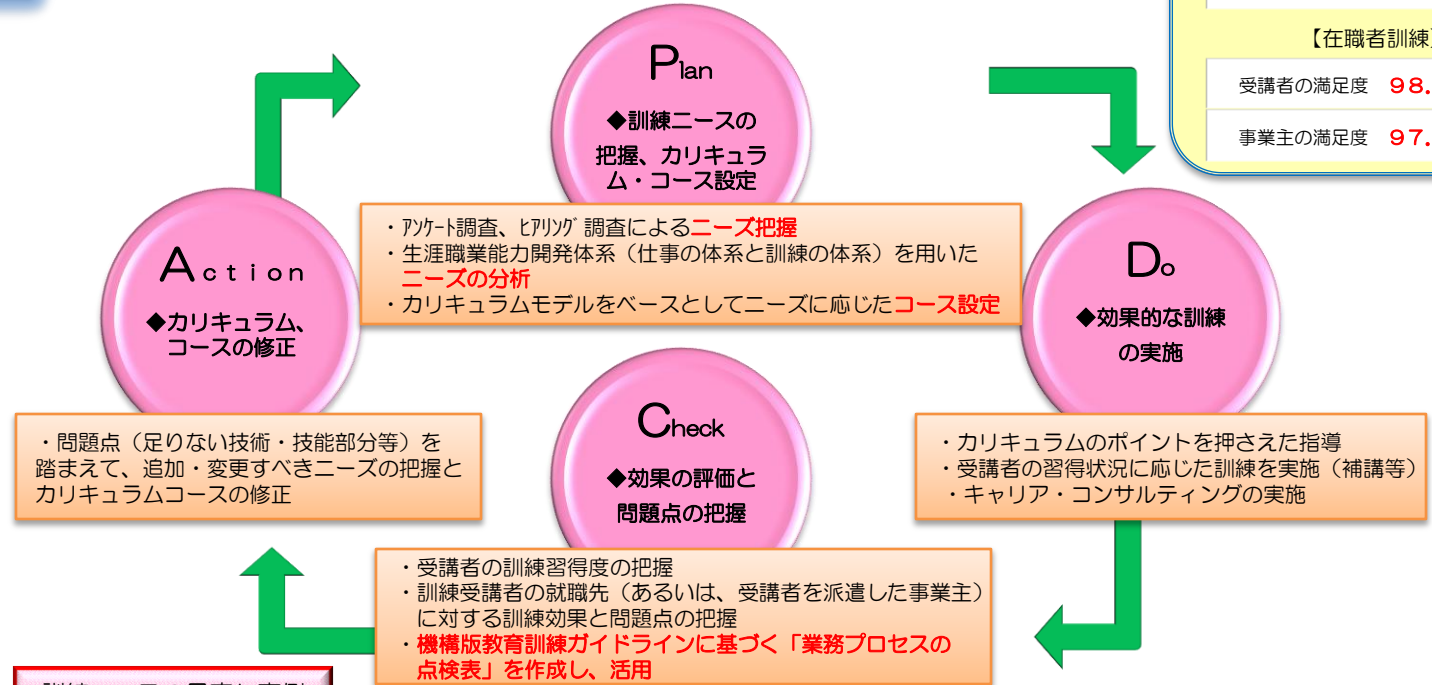 【在職者訓練
受講者の満足度 98.
事業主の満足度 97.
Plan
◆訓練ニースの
把握、カリキュラ
ム・コース設定
・ｱﾝｹｰﾄ調査、ﾋｱﾘﾝｸﾞ調査によるニーズ把握
・生涯職業能力開発体系（仕事の体系と訓練の体系）を用いた
ニーズの分析
・カリキュラムモデルをベースとしてニーズに応じたコース設定
Do
◆効果的な訓練
の実施
・カリキュラムのポイントを押さえた指導
・受講者の習得状況に応じた訓練を実施（補講等）
・キャリア・コンサルティングの実施
Check
◆効果の評価と
問題点の把握
・受講者の訓練習得度の把握
・訓練受講者の就職先（あるいは、受講者を派遣した事業主）
に対する訓練効果と問題点の把握
・機構版教育訓練ガイドラインに基づく「業務プロセスの
点検表」を作成し、活用
Action
◆カリキュラム、
コースの修正
・問題点（足りない技術・技能部分等）を
踏まえて、追加・変更すべきニーズの把握と
カリキュラムコースの修正